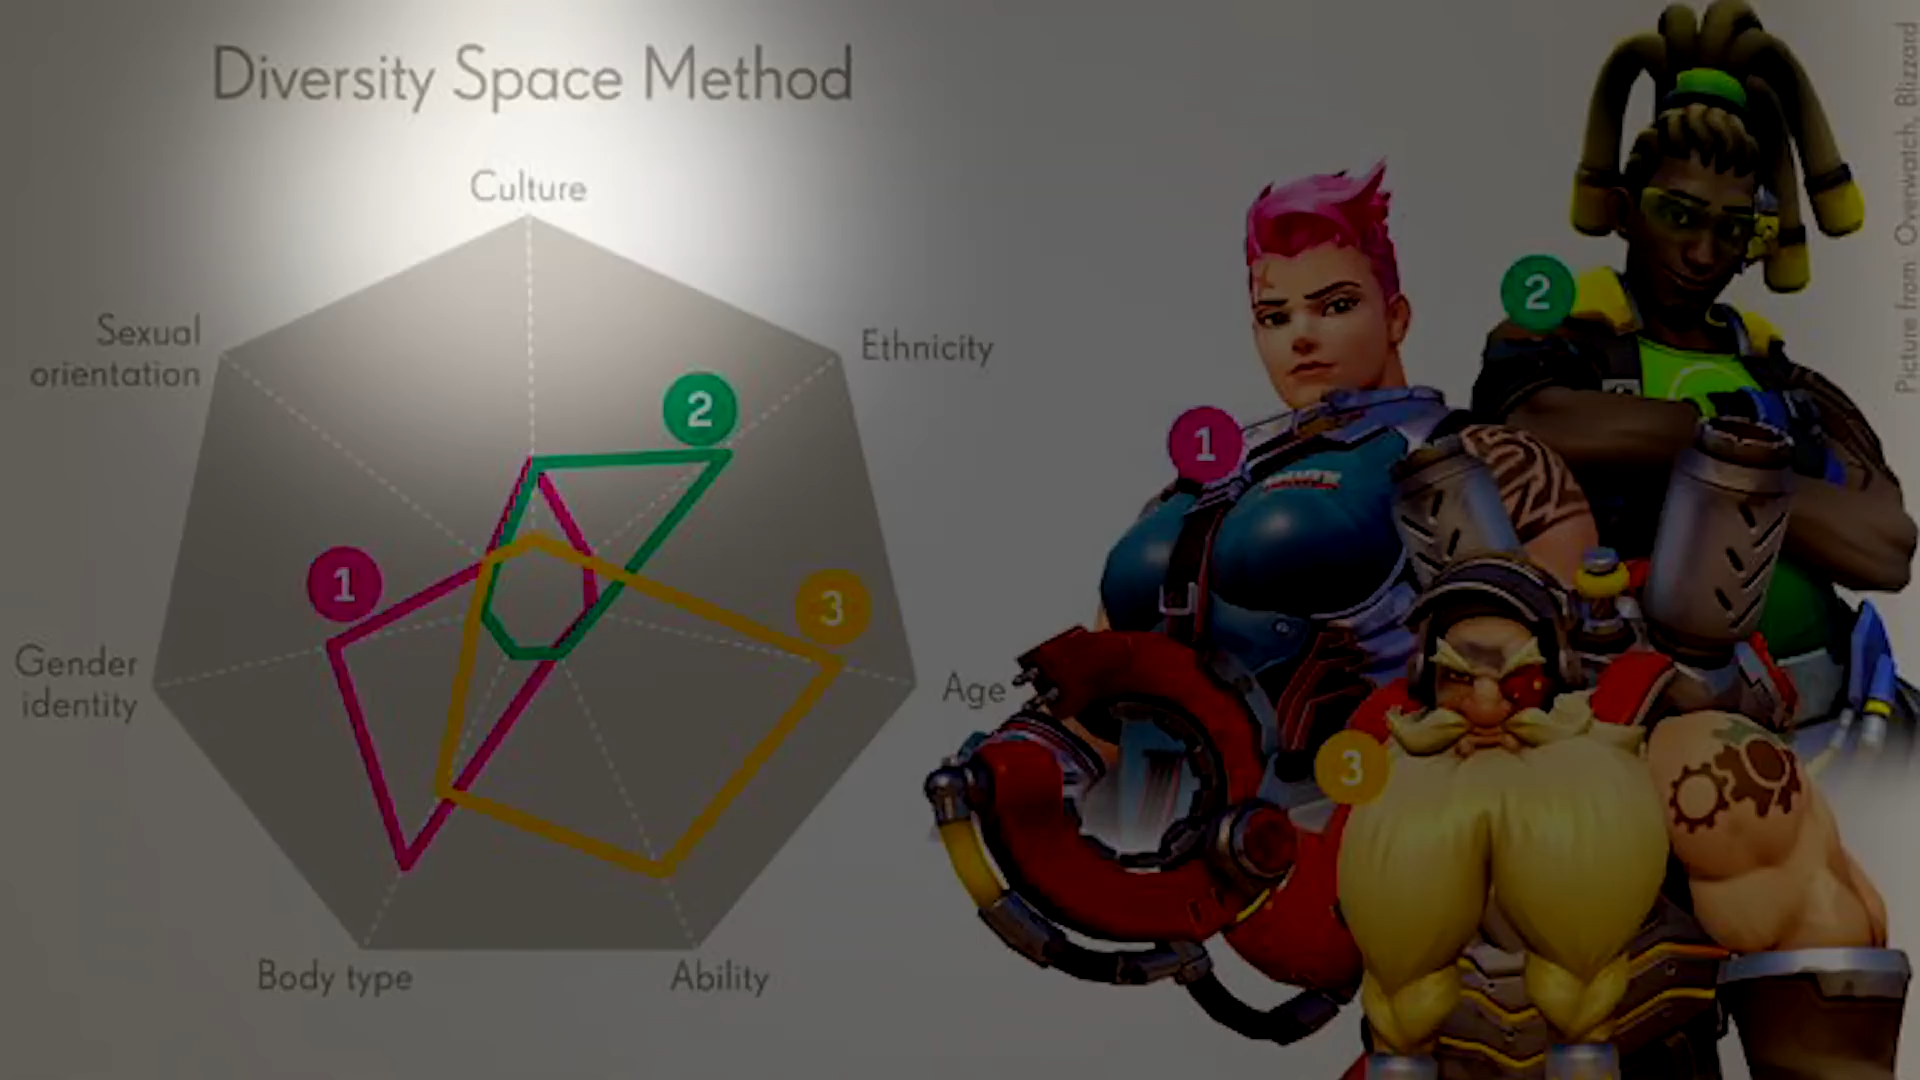 Diversity Space Method
Culture
Sexual
orientation
Ethnicity
2
1
3
Gender
identity
Age
Body type
Ability
1
2
3
Picture from: Overwatch, Blizzard